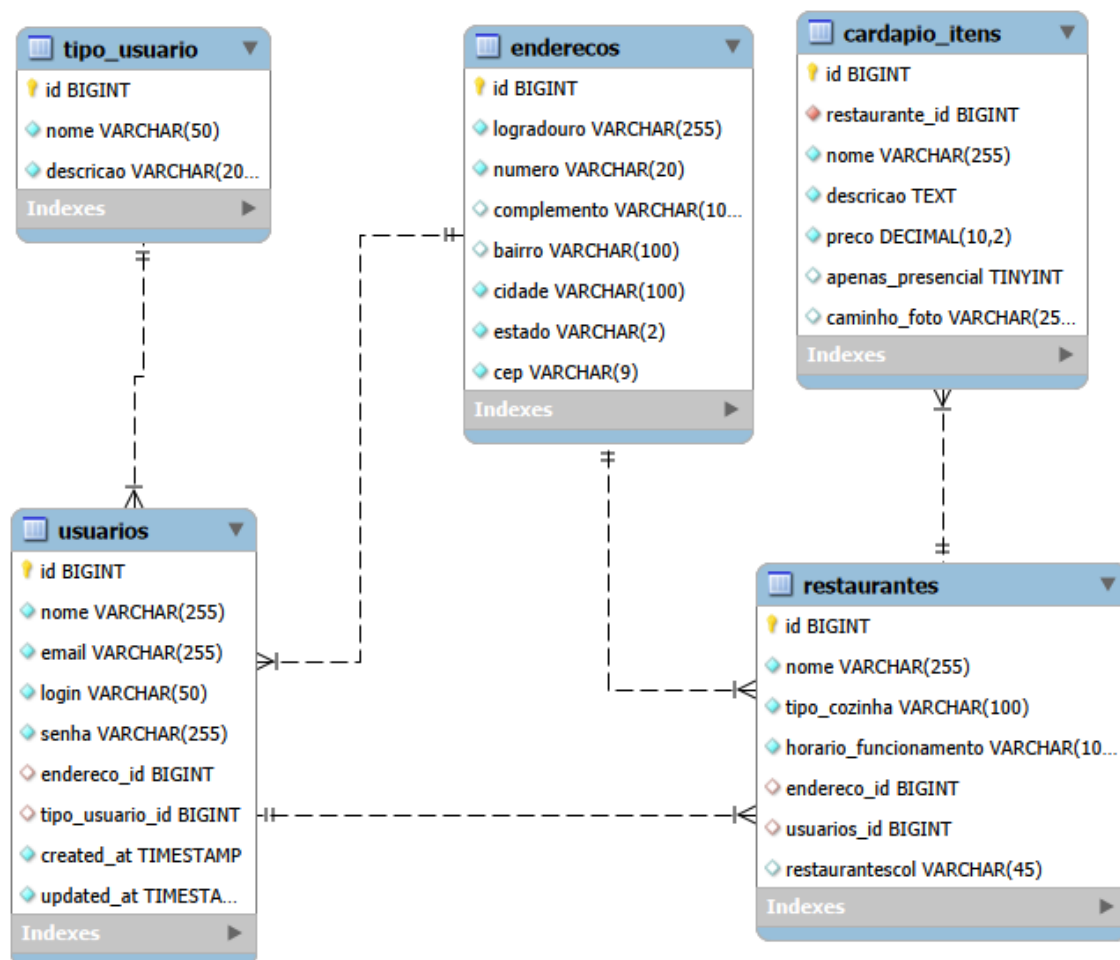 tipo_usuario
id BIGINT
nome VARCHAR(50)
descricao VARCHAR(20...
Indexes
enderecos
id BIGINT
logradouro VARCHAR(255)
numero VARCHAR(20)
complemento VARCHAR(10...
bairro VARCHAR(100)
cidade VARCHAR(100)
estado VARCHAR(2)
cep VARCHAR(9)
Indexes
cardapio_itens
id BIGINT
restaurante_id BIGINT
nome VARCHAR(255)
descricao TEXT
preco DECIMAL(10,2)
apenas_presencial TINYINT
caminho_foto VARCHAR(25...
Indexes
usuarios
id BIGINT
nome VARCHAR(255)
email VARCHAR(255)
login VARCHAR(50)
senha VARCHAR(255)
endereco_id BIGINT
tipo_usuario_id BIGINT
created_at TIMESTAMP
updated_at TIMESTA...
Indexes
restaurantes
id BIGINT
nome VARCHAR(255)
tipo_cozinha VARCHAR(100)
horario_funcionamento VARCHAR(10...
endereco_id BIGINT
usuarios_id BIGINT
restaurantescol VARCHAR(45)
Indexes